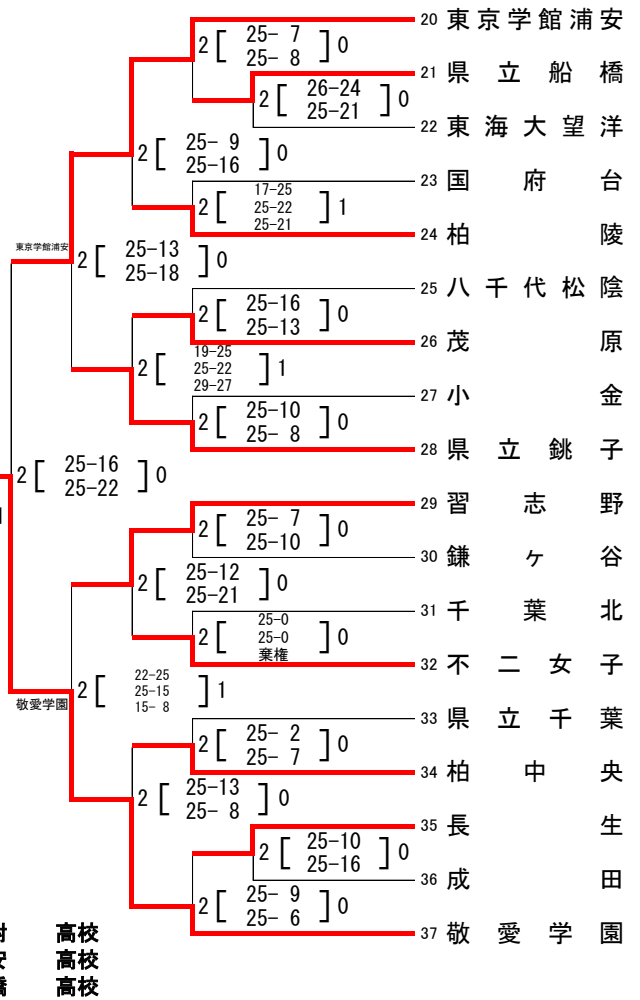 20 東京学館浦安
2 [ 25- 7 ] 0
25- 8
21 県立船橋
2 [ 26-24 ] 0
25-21
22 東海大望洋
2 [ 25- 9 ] 0
25-16
23 国府台
2 [ 17-25
25-22 ] 1
25-21
24 柏陵
東京学館浦安
2 [ 25-13 ] 0
25-18
25 八千代松陰
2 [ 25-16 ] 0
25-13
26 茂原
2 [ 19-25
25-22 ] 1
29-27
27 小金
2 [ 25-10 ] 0
25- 8
28 県立銚子
2 [ 25-16 ] 0
25-22
29 習志野
2 [ 25- 7 ] 0
25-10
30 鎌ヶ谷
2 [ 25-12 ] 0
25-21
31 千葉北
2 [ 25-0
25-0 ] 0
棄権
32 不二女子
敬愛学園
2 [ 22-25
25-15 ] 1
15- 8
33 県立千葉
2 [ 25- 2 ] 0
25- 7
34 柏中央
2 [ 25-13 ] 0
25- 8
35 長生
2 [ 25-10 ] 0
25-16
36 成田
2 [ 25- 9 ] 0
25- 6
37 敬愛学園
高校
安 高校
橋 高校